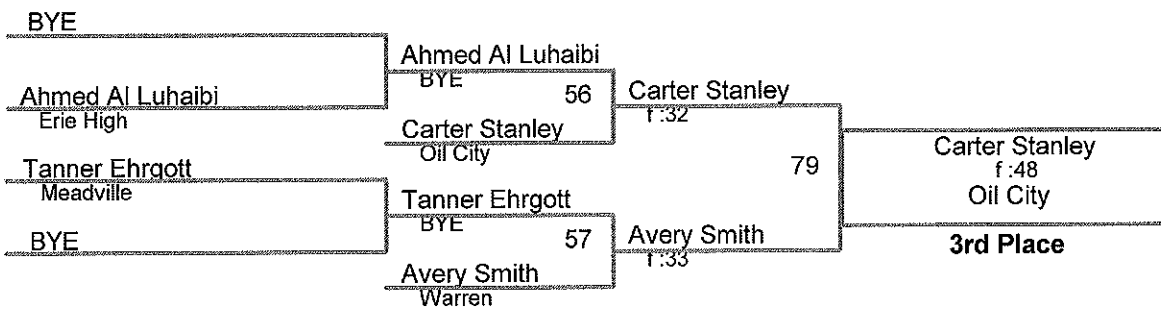 BYE
Ahmed Al Luhaibi
BYE
56
Ahmed Al Luhaibi
Erie High
Carter Stanley
Oil City
Carter Stanley
f :32
Tanner Ehrgott
Meadville
Tanner Ehrgott
BYE
57
BYE
Avery Smith
Warren
Avery Smith
f :33
79
Carter Stanley
f :48
Oil City
3rd Place